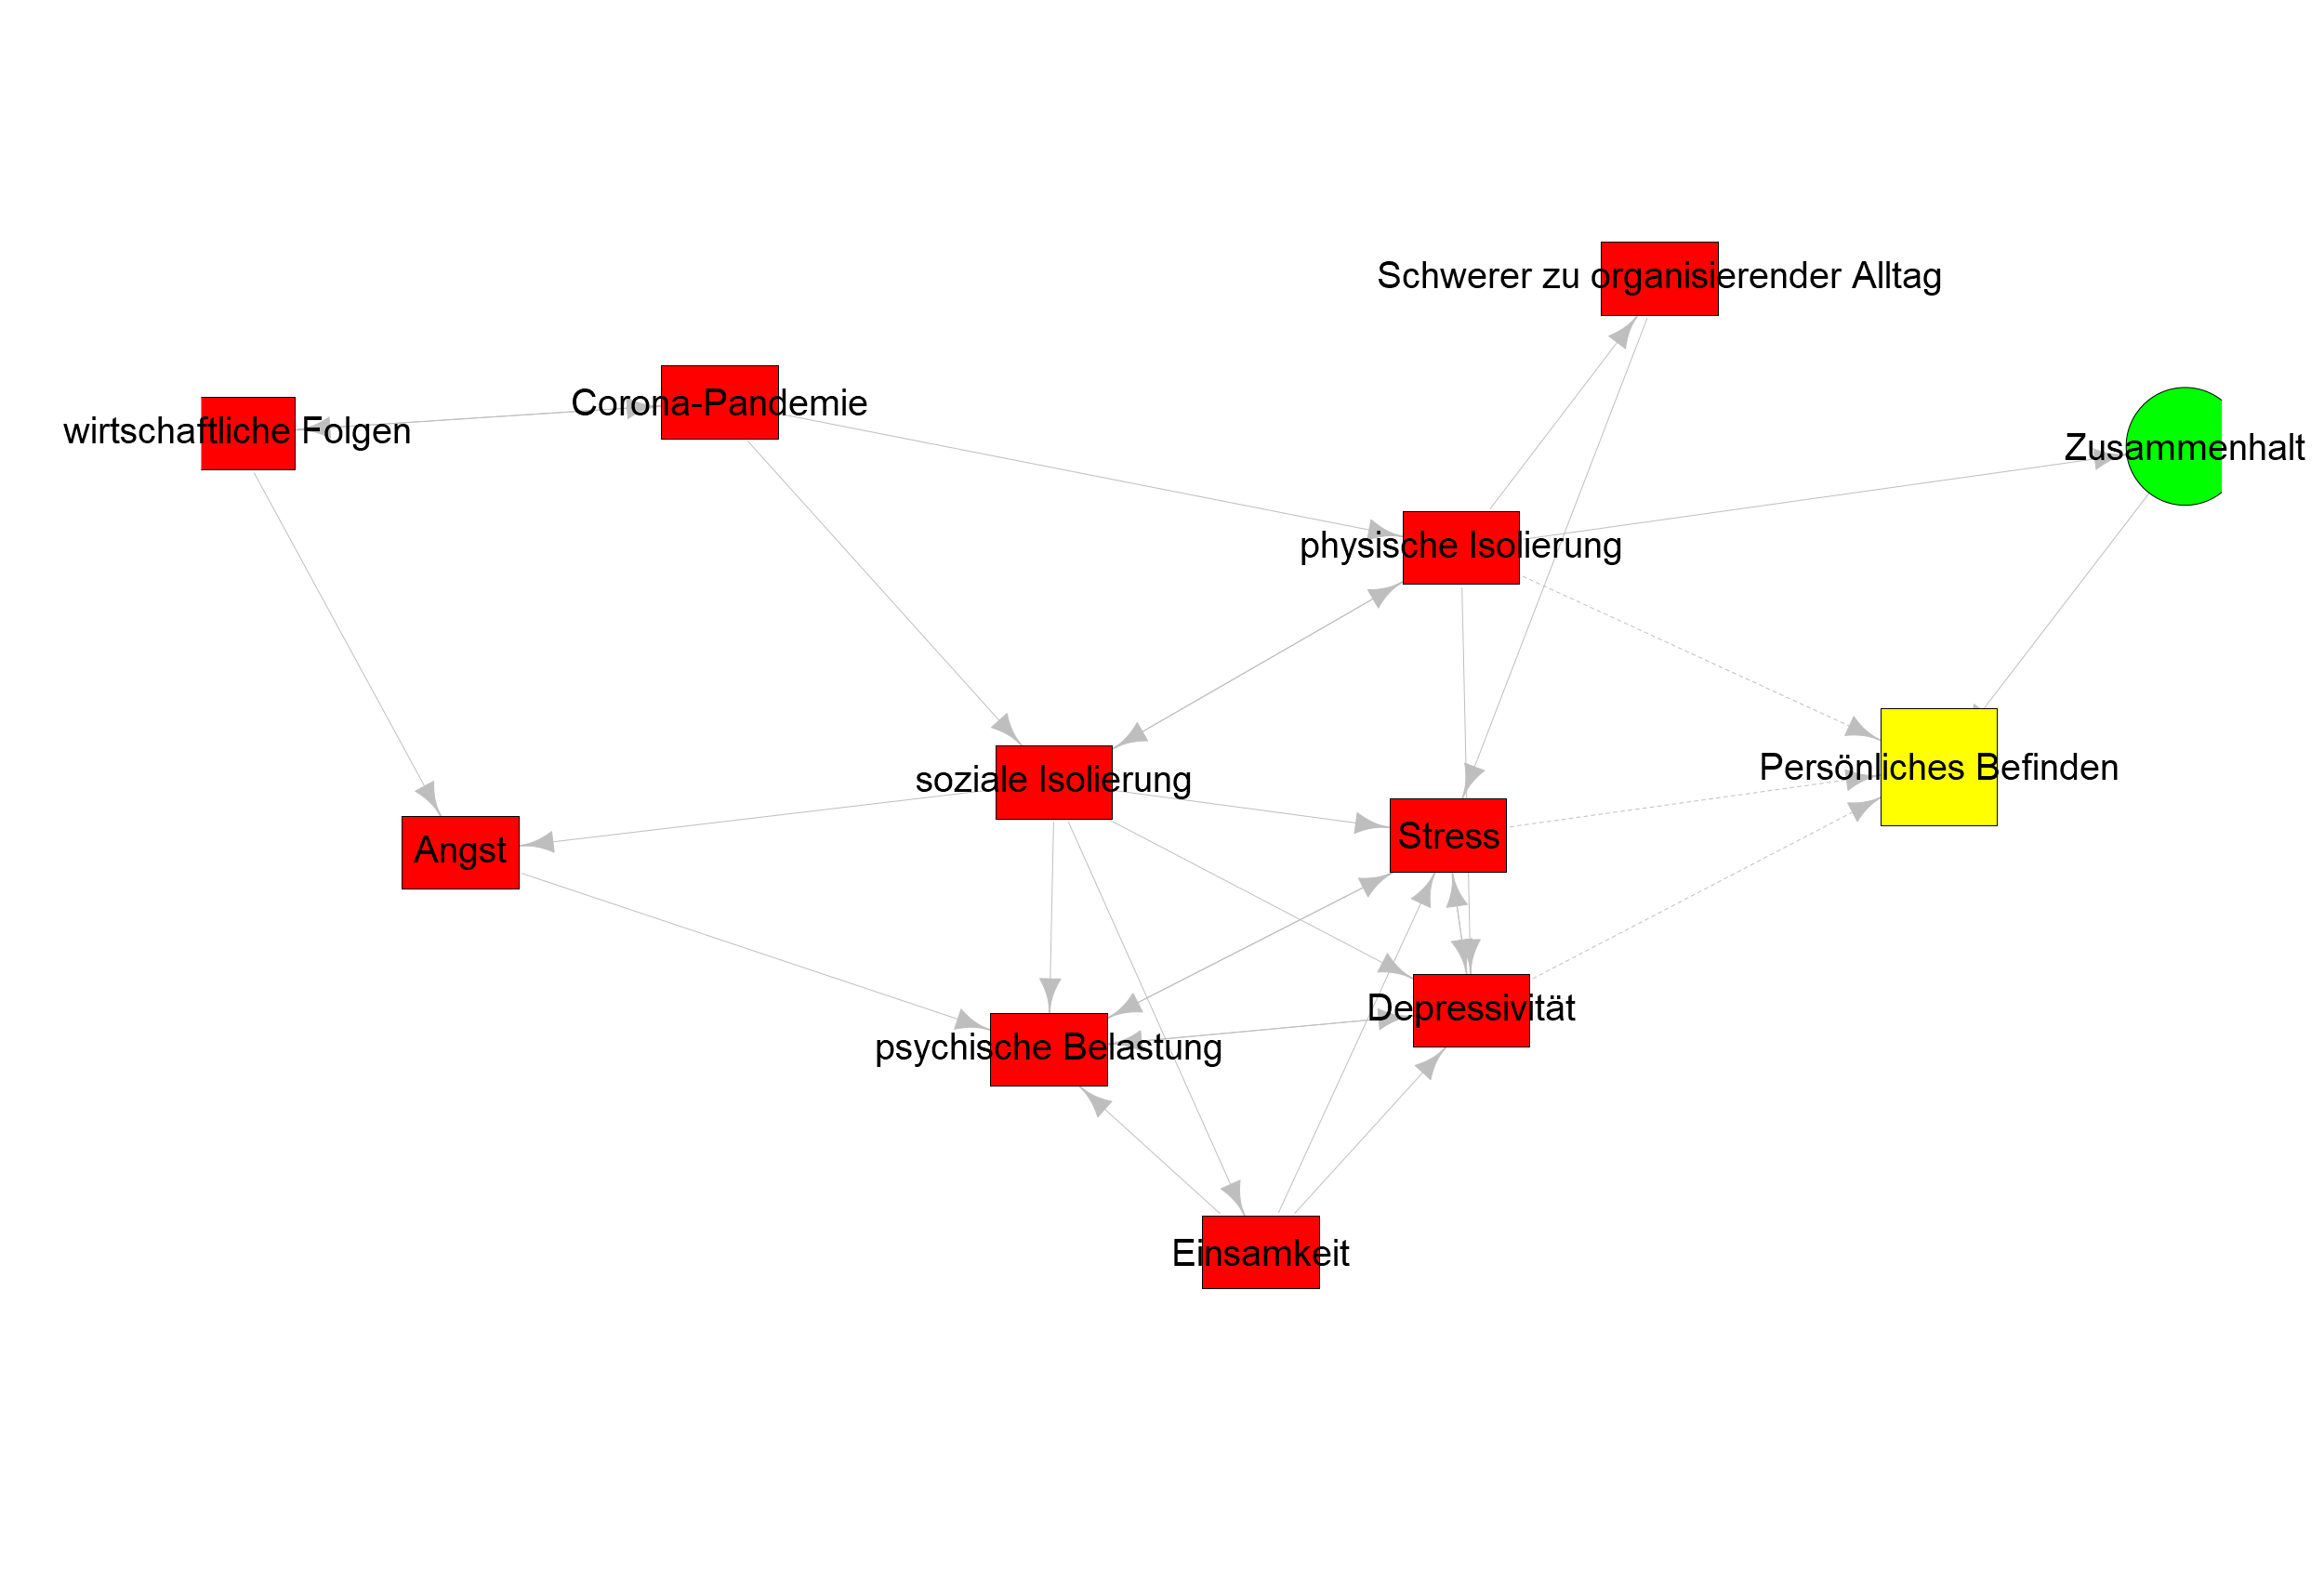 Schwerer zu organisierender Alltag
Corona-Pandemie
wirtschaftliche Folgen
Zusammenhalt
physische Isolierung
Persönliches Befinden
soziale Isolierung
Stress
Angst
Depressivität
psychische Belastung
Einsamkeit